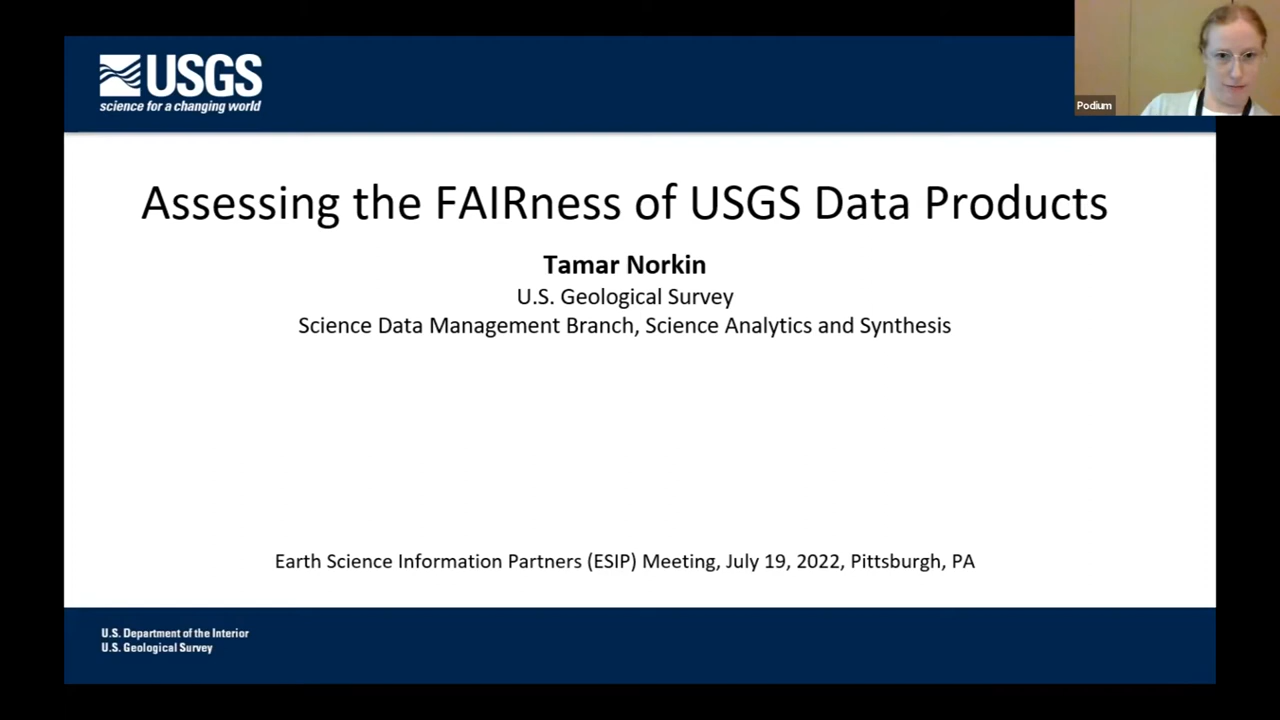 USGS
science for a changing world
Podium
Assessing the FAIRness of USGS Data Products
Tamar Norkin
U.S. Geological Survey
Science Data Management Branch, Science Analytics and Synthesis
Earth Science Information Partners (ESIP) Meeting, July 19, 2022, Pittsburgh, PA
U.S. Department of the Interior
U.S. Geological Survey